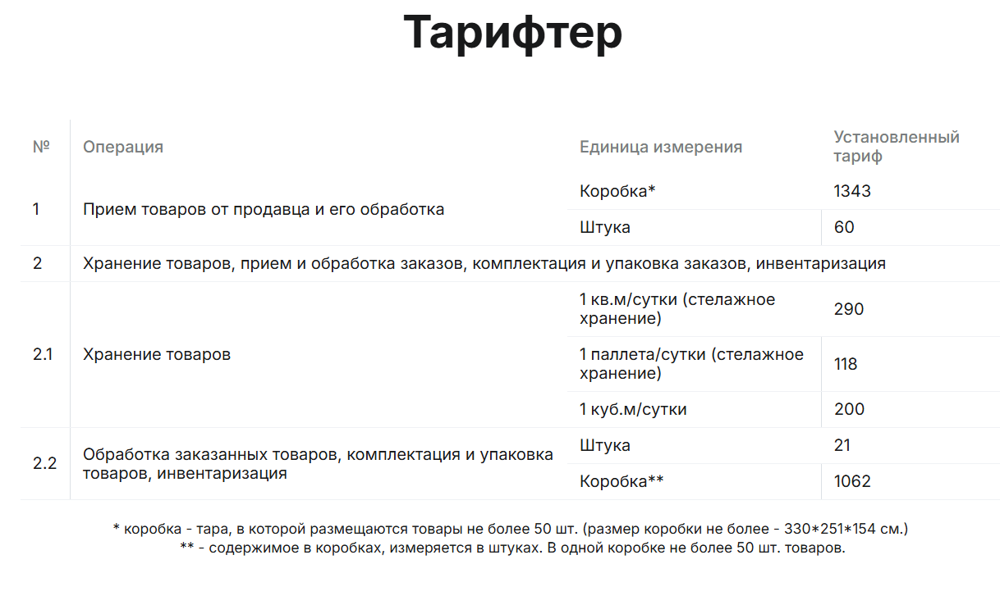 Тарифтер
№ Операция Единица измерения Установленный
тариф
1 Прием товаров от продавца и его обработка Коробка* 1343
Штука 60
2 Хранение товаров, прием и обработка заказов, комплектация и упаковка заказов, инвентаризация
2.1 Хранение товаров 1 кв.м/сутки (стелажное
хранение) 290
1 паллета/сутки (стелажное
хранение) 118
1 куб.м/сутки 200
2.2 Обработка заказанных товаров, комплектация и упаковка
товаров, инвентаризация Штука 21
Коробка** 1062
* коробка - тара, в которой размещаются товары не более 50 шт. (размер коробки не более - 330*251*154 см.)
** - содержимое в коробках, измеряется в штуках. В одной коробке не более 50 шт. товаров.